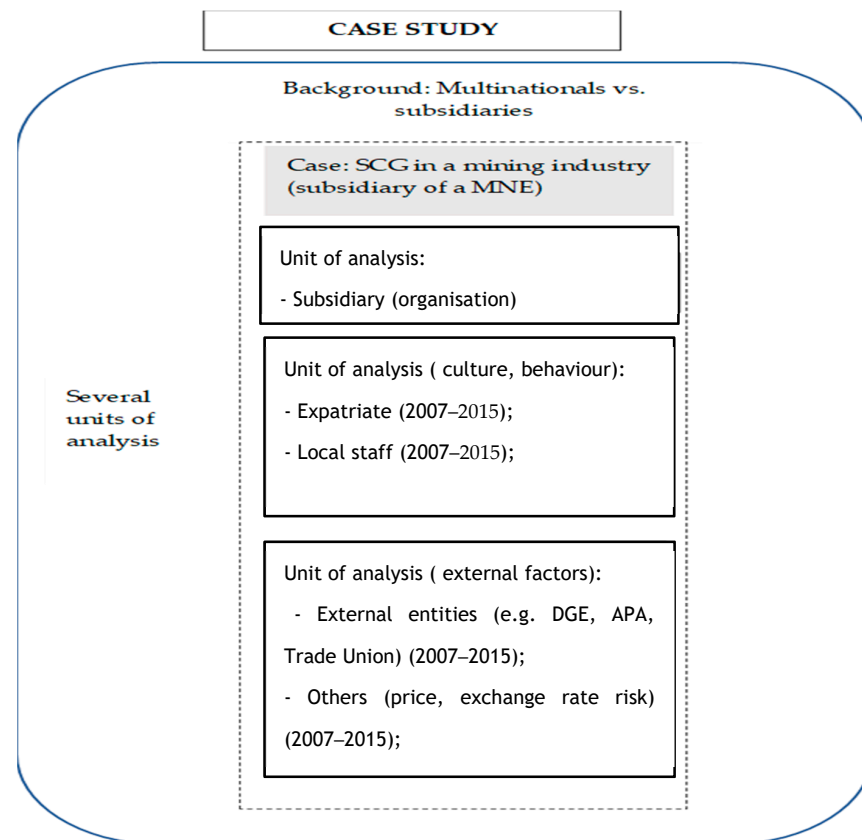 CASE STUDY
Background: Multinationals vs.
subsidiaries
Case: SCG in a mining industry
(subsidiary of a MNE)
Unit of analysis:
- Subsidiary (organisation)
Several
units of
analysis
Unit of analysis ( culture, behaviour):
- Expatriate (2007–2015);
- Local staff (2007–2015);
Unit of analysis ( external factors):
- External entities (e.g. DGE, APA,
Trade Union) (2007–2015);
- Others (price, exchange rate risk)
(2007–2015);